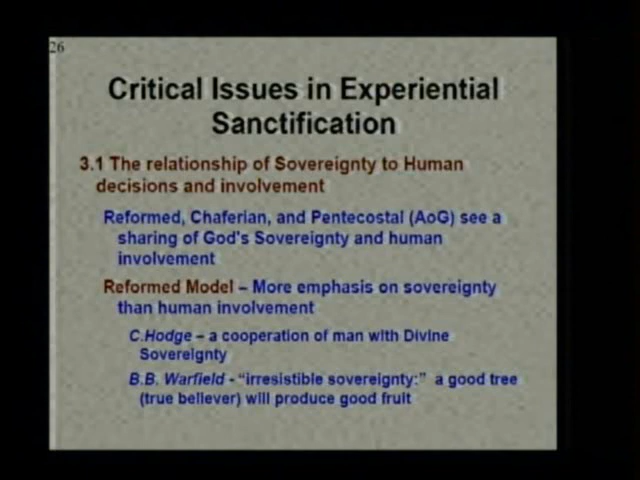 26
Critical Issues in Experiential
Sanctification
3.1 The relationship of Sovereignty to Human
decisions and involvement
Reformed, Chaferian, and Pentecostal (AoG) see a
sharing of God's Sovereignty and human
involvement
Reformed Model – More emphasis on sovereignty
than human involvement
C.Hodge – a cooperation of man with Divine
Sovereignty
B.B. Warfield - “irresistible sovereignty:” a good tree
(true believer) will produce good fruit